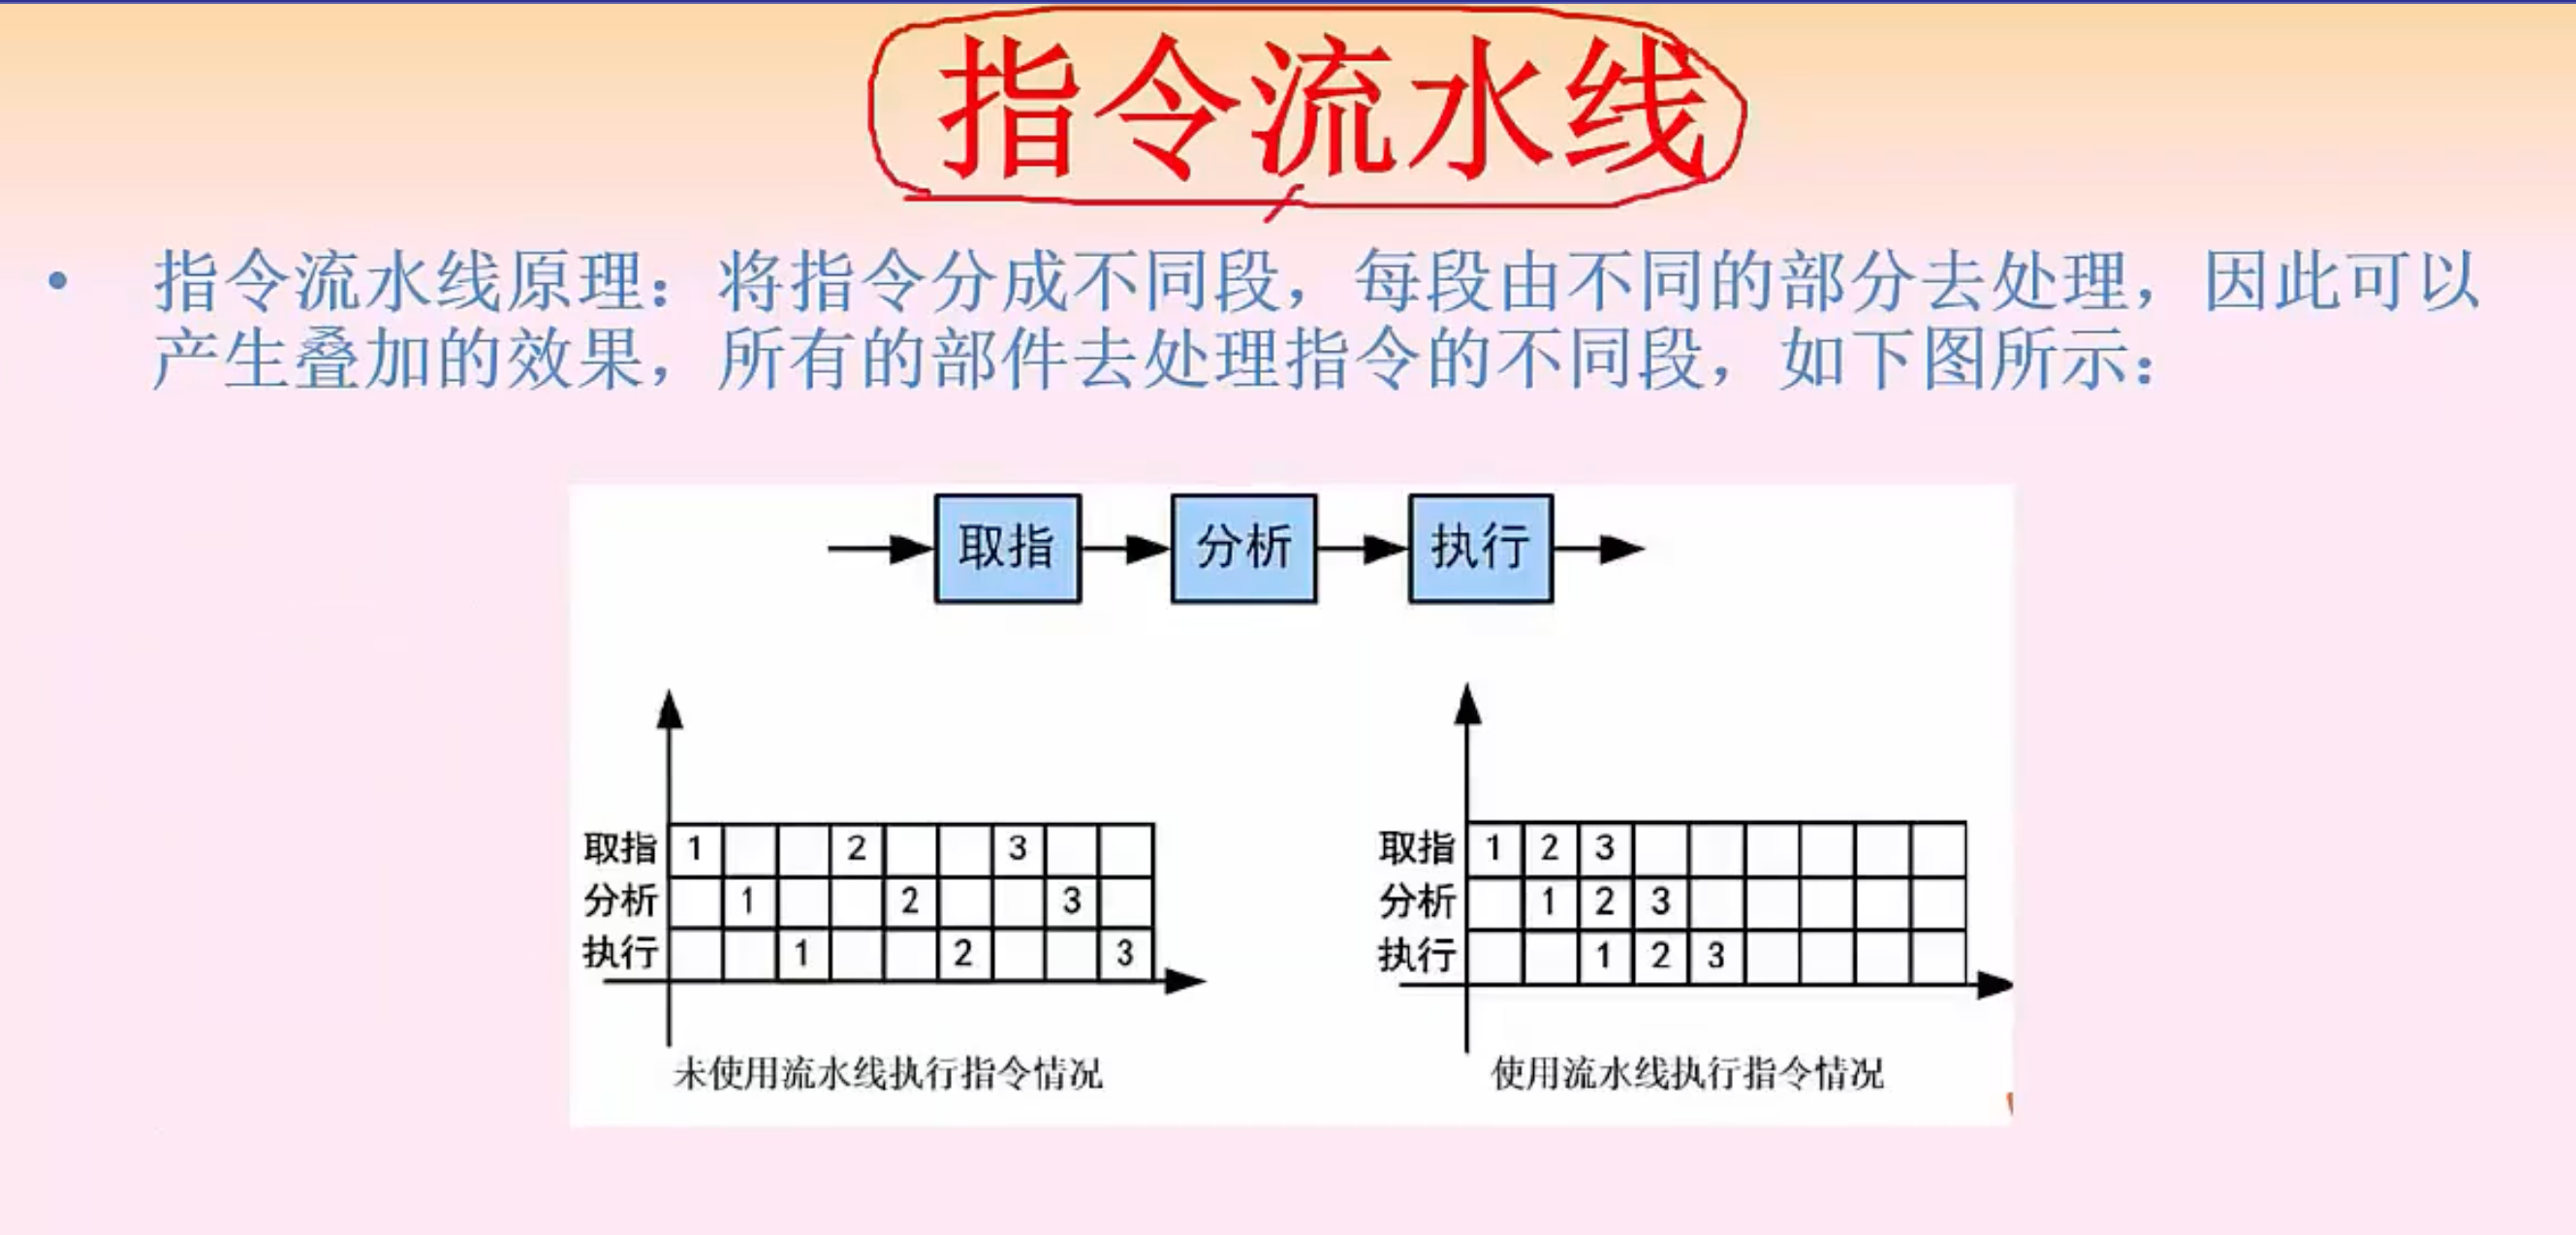 指令流水线
• 指令流水线原理：将指令分成不同段，每段由不同的部分去处理，因此可以
产生叠加的效果，所有的部件去处理指令的不同段，如下图所示：
取指 分析 执行
取指 1 2 3
分析 1 2 3
执行 1 2 3
未使用流水线执行指令情况
取指 1 2 3
分析 1 2 3
执行 1 2 3
使用流水线执行指令情况